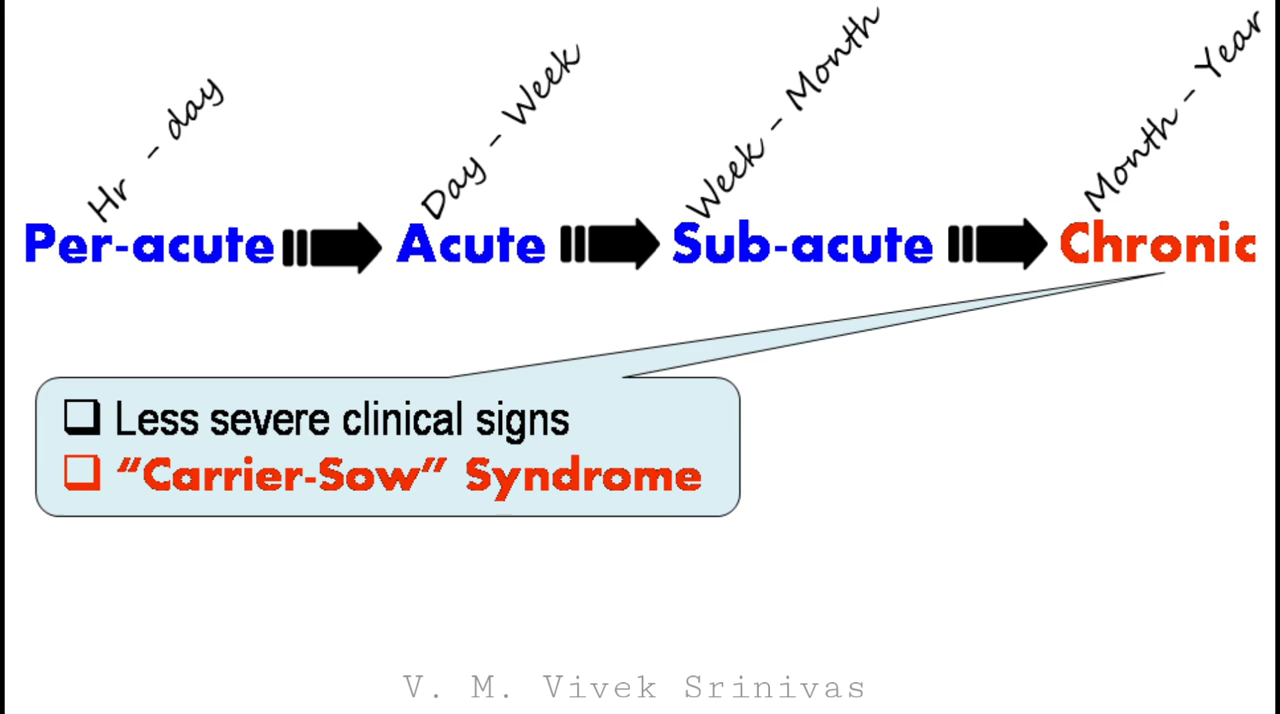 Hr - day
Day - Week
Week - Month
Month - Year
Per-acute
Acute
Sub-acute
Chronic
Less severe clinical signs
“Carrier-Sow” Syndrome
V. M. Vivek Srinivas